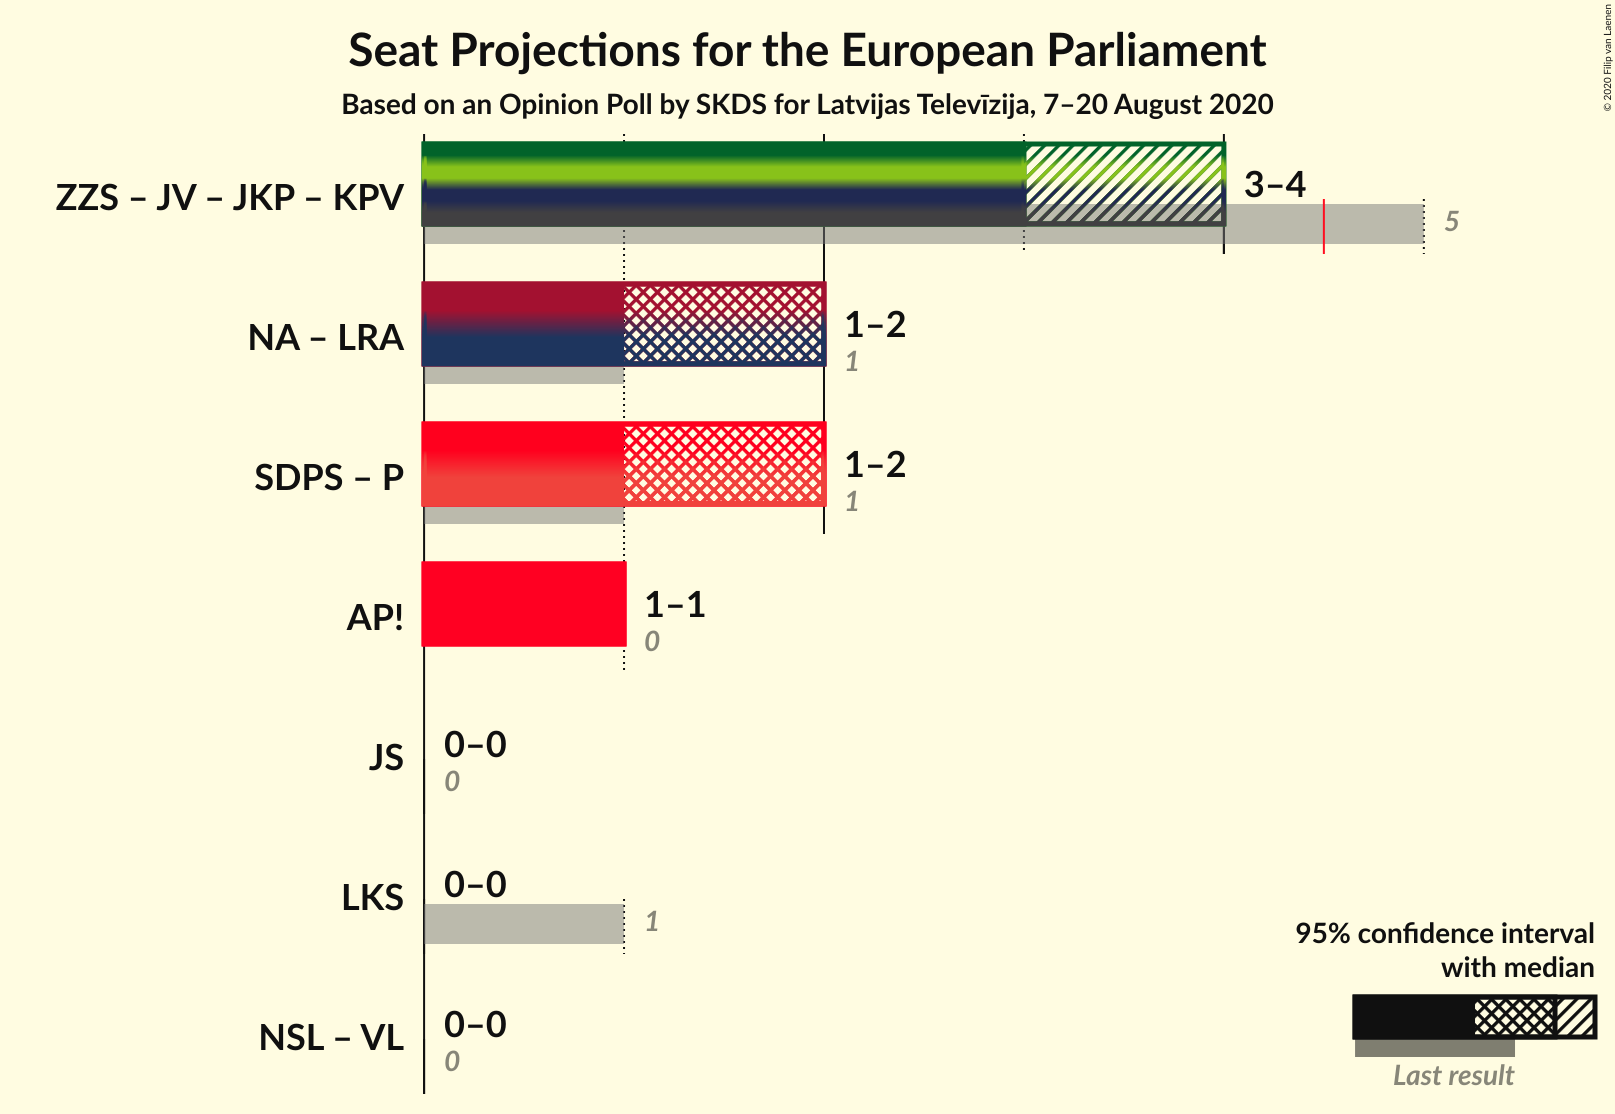 Seat Projections for the European Parliament
Based on an Opinion Poll by SKDS for Latvijas Televīzija, 7–20 August 2020
© 2020 Filip van Laenen
ZZS – JV – JKP – KPV
3–4
5
NA – LRA
1–2
1
SDPS – P
1–2
1
AP!
1–1
0
JS
0–0
0
LKS
0–0
1
NSL – VL
0–0
0
95% confidence interval
with median
Last result